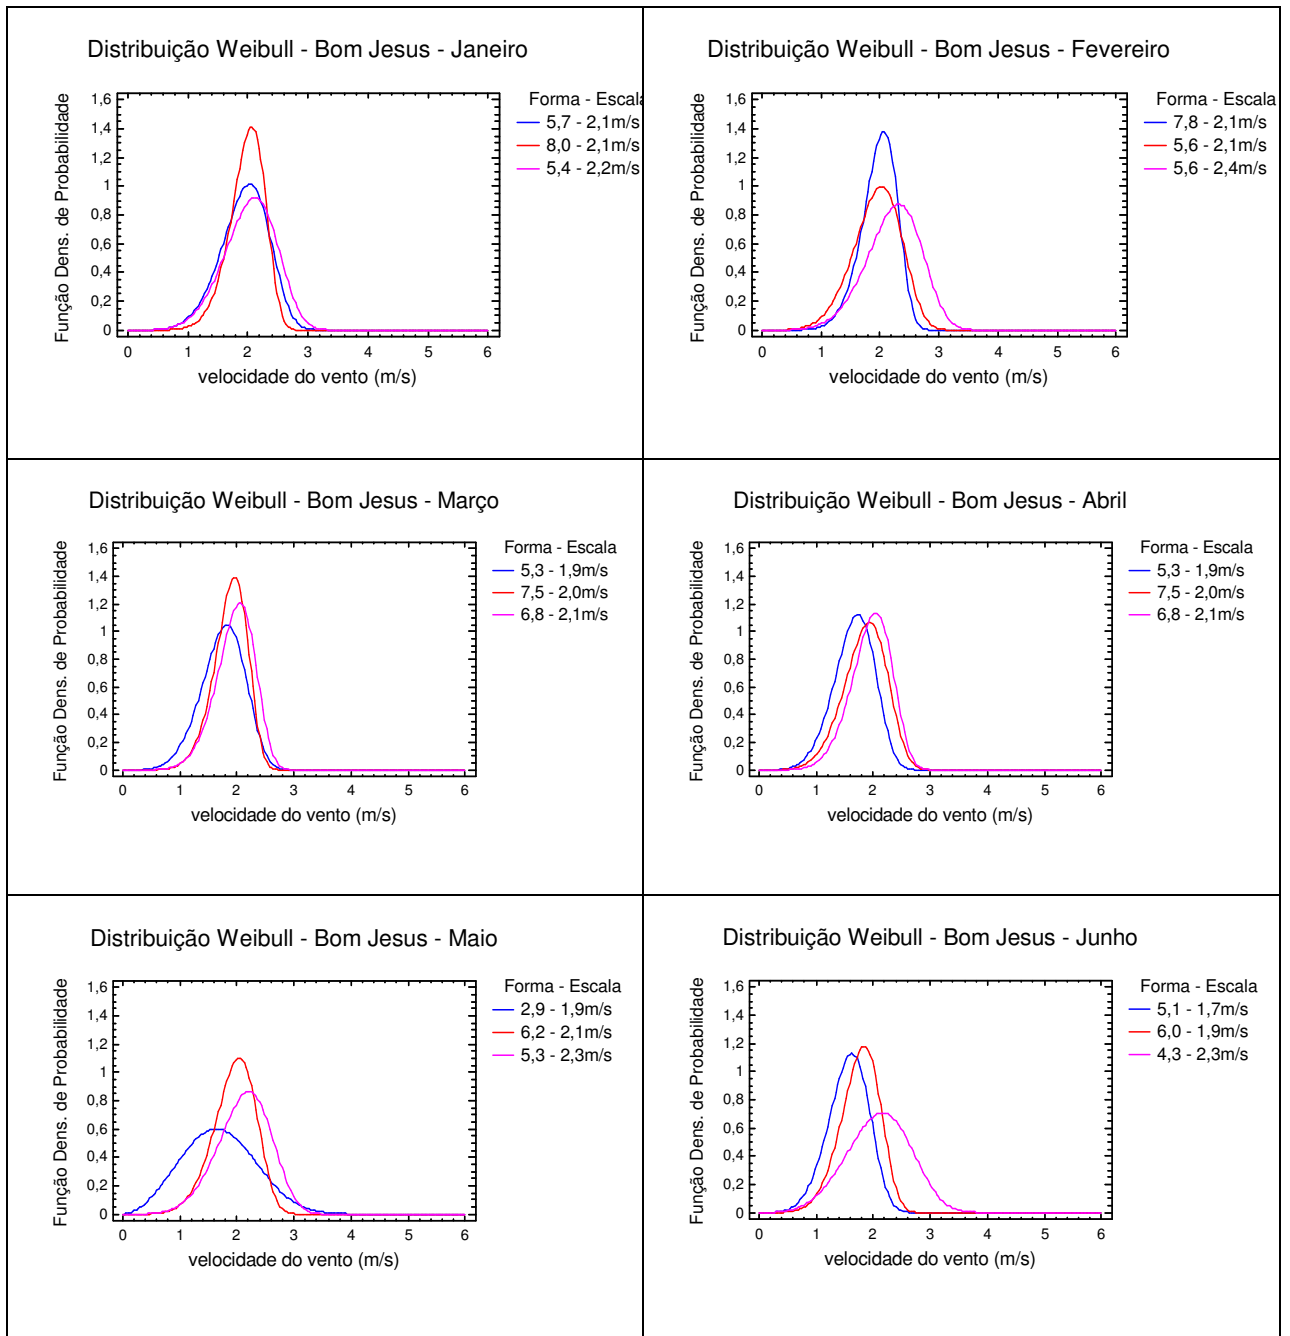 Distribuição Weibull - Bom Jesus - Janeiro
Função Dens. de Probabilidade
1,6
1,4
1,2
1
0,8
0,6
0,4
0,2
0
0 1 2 3 4 5 6
velocidade do vento (m/s)
Forma - Escala
5,7 - 2,1m/s
8,0 - 2,1m/s
5,4 - 2,2m/s
Distribuição Weibull - Bom Jesus - Fevereiro
Função Dens. de Probabilidade
1,6
1,4
1,2
1
0,8
0,6
0,4
0,2
0
0 1 2 3 4 5 6
velocidade do vento (m/s)
Forma - Escala
7,8 - 2,1m/s
5,6 - 2,1m/s
5,6 - 2,4m/s
Distribuição Weibull - Bom Jesus - Março
Função Dens. de Probabilidade
1,6
1,4
1,2
1
0,8
0,6
0,4
0,2
0
0 1 2 3 4 5 6
velocidade do vento (m/s)
Forma - Escala
5,3 - 1,9m/s
7,5 - 2,0m/s
6,8 - 2,1m/s
Distribuição Weibull - Bom Jesus - Abril
Função Dens. de Probabilidade
1,6
1,4
1,2
1
0,8
0,6
0,4
0,2
0
0 1 2 3 4 5 6
velocidade do vento (m/s)
Forma - Escala
5,3 - 1,9m/s
7,5 - 2,0m/s
6,8 - 2,1m/s
Distribuição Weibull - Bom Jesus - Maio
Função Dens. de Probabilidade
1,6
1,4
1,2
1
0,8
0,6
0,4
0,2
0
0 1 2 3 4 5 6
velocidade do vento (m/s)
Forma - Escala
2,9 - 1,9m/s
6,2 - 2,1m/s
5,3 - 2,3m/s
Distribuição Weibull - Bom Jesus - Junho
Função Dens. de Probabilidade
1,6
1,4
1,2
1
0,8
0,6
0,4
0,2
0
0 1 2 3 4 5 6
velocidade do vento (m/s)
Forma - Escala
5,1 - 1,7m/s
6,0 - 1,9m/s
4,3 - 2,3m/s